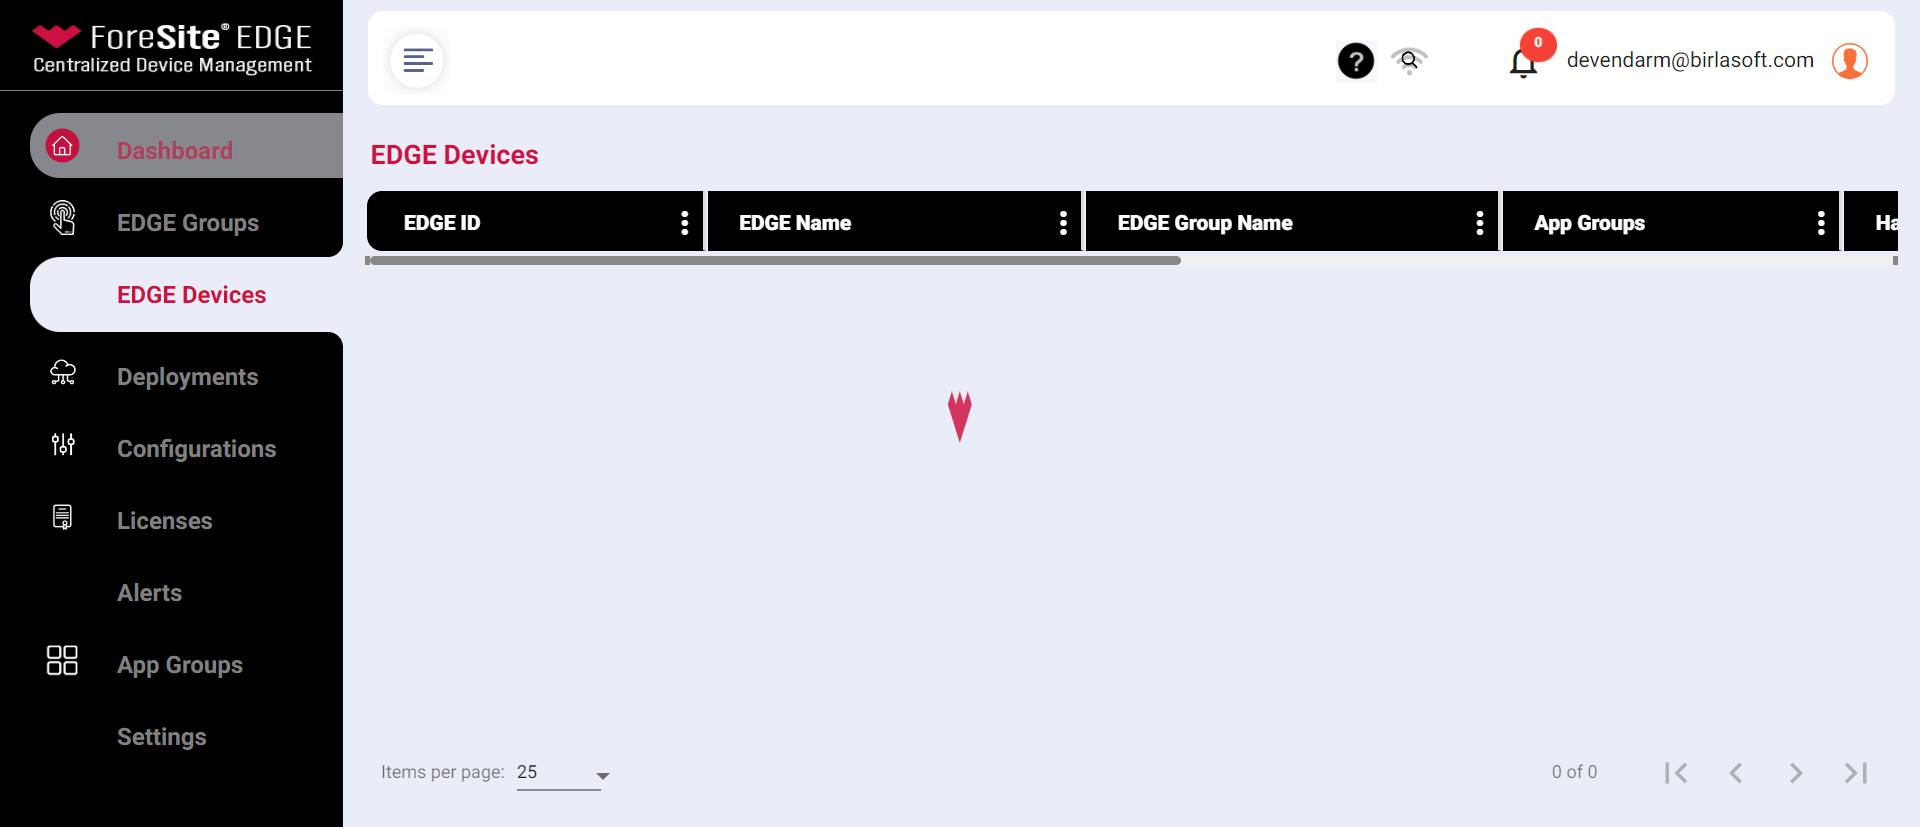 ForeSite® EDGE
Centralized Device Management
Dashboard
EDGE Groups
EDGE Devices
Deployments
Configurations
Licenses
Alerts
App Groups
Settings
?
0
devendarm@birlasoft.com
EDGE Devices
EDGE ID EDGE Name EDGE Group Name App Groups Ha
Items per page: 25
0 of 0